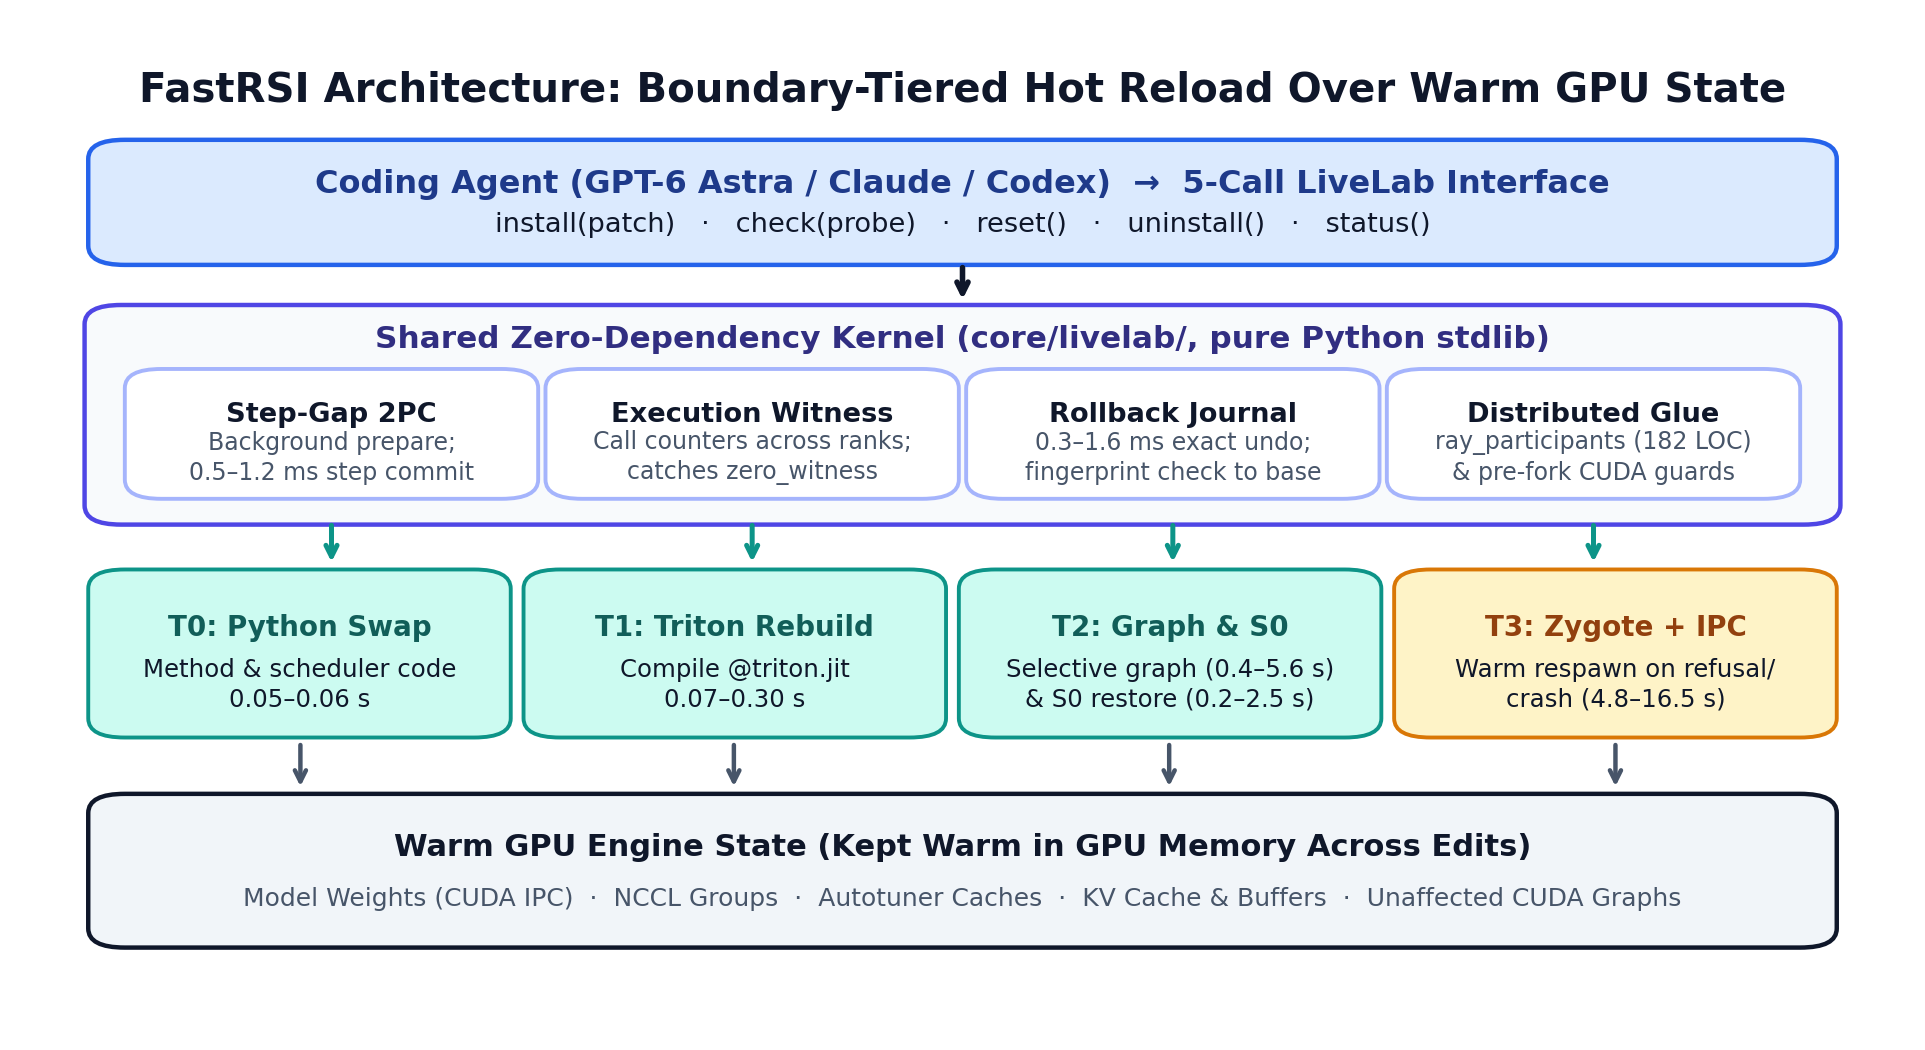 FastRSI Architecture: Boundary-Tiered Hot Reload Over Warm GPU State
Coding Agent (GPT-6 Astra / Claude / Codex) → 5-Call LiveLab Interface
install(patch) · check(probe) · reset() · uninstall() · status()
Shared Zero-Dependency Kernel (core/livelab/, pure Python stdlib)
Step-Gap 2PC
Background prepare;
0.5–1.2 ms step commit
Execution Witness
Call counters across ranks;
catches zero_witness
Rollback Journal
0.3–1.6 ms exact undo;
fingerprint check to base
Distributed Glue
ray_participants (182 LOC)
& pre-fork CUDA guards
T0: Python Swap
Method & scheduler code
0.05–0.06 s
T1: Triton Rebuild
Compile @triton.jit
0.07–0.30 s
T2: Graph & S0
Selective graph (0.4–5.6 s)
& S0 restore (0.2–2.5 s)
T3: Zygote + IPC
Warm respawn on refusal/
crash (4.8–16.5 s)
Warm GPU Engine State (Kept Warm in GPU Memory Across Edits)
Model Weights (CUDA IPC) · NCCL Groups · Autotuner Caches · KV Cache & Buffers · Unaffected CUDA Graphs